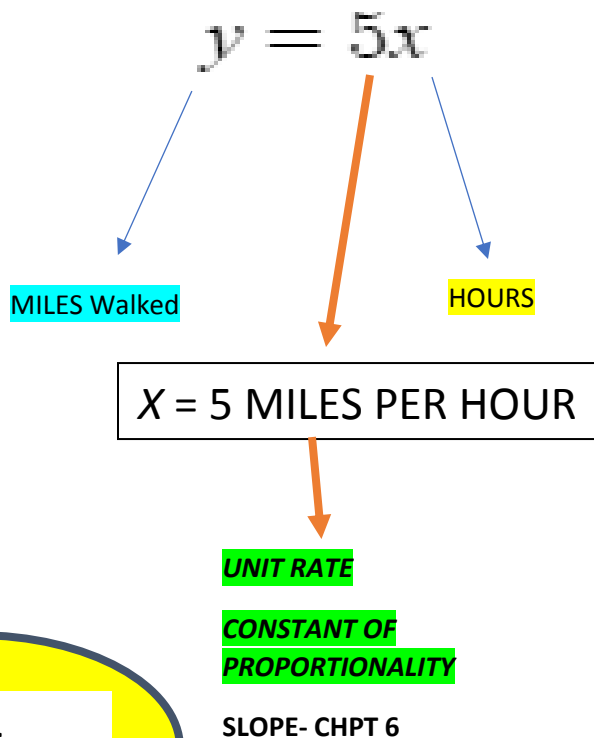 y = 5x
MILES Walked
HOURS
X = 5 MILES PER HOUR
UNIT RATE
CONSTANT OF
PROPORTIONALITY
SLOPE- CHPT 6